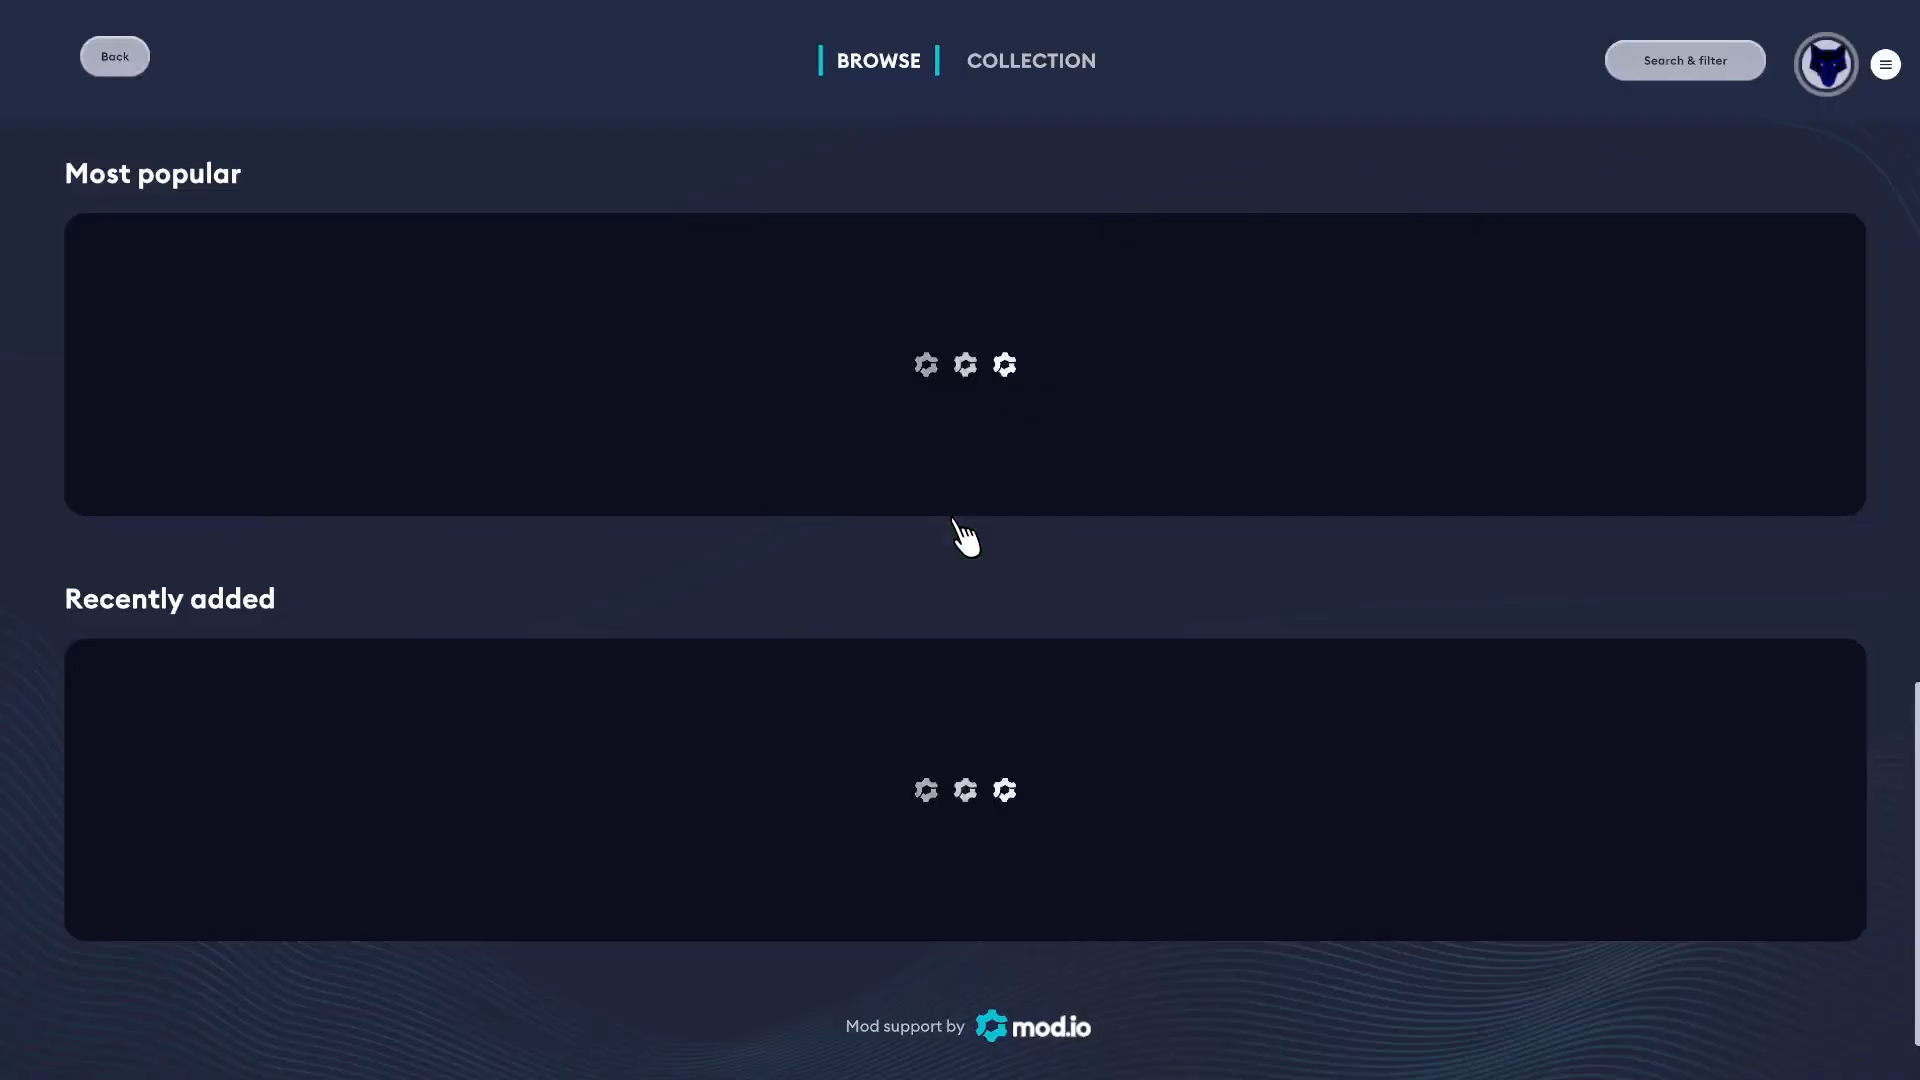 Back
BROWSE
COLLECTION
Search & filter
Most popular
Recently added
Mod support by mod.io